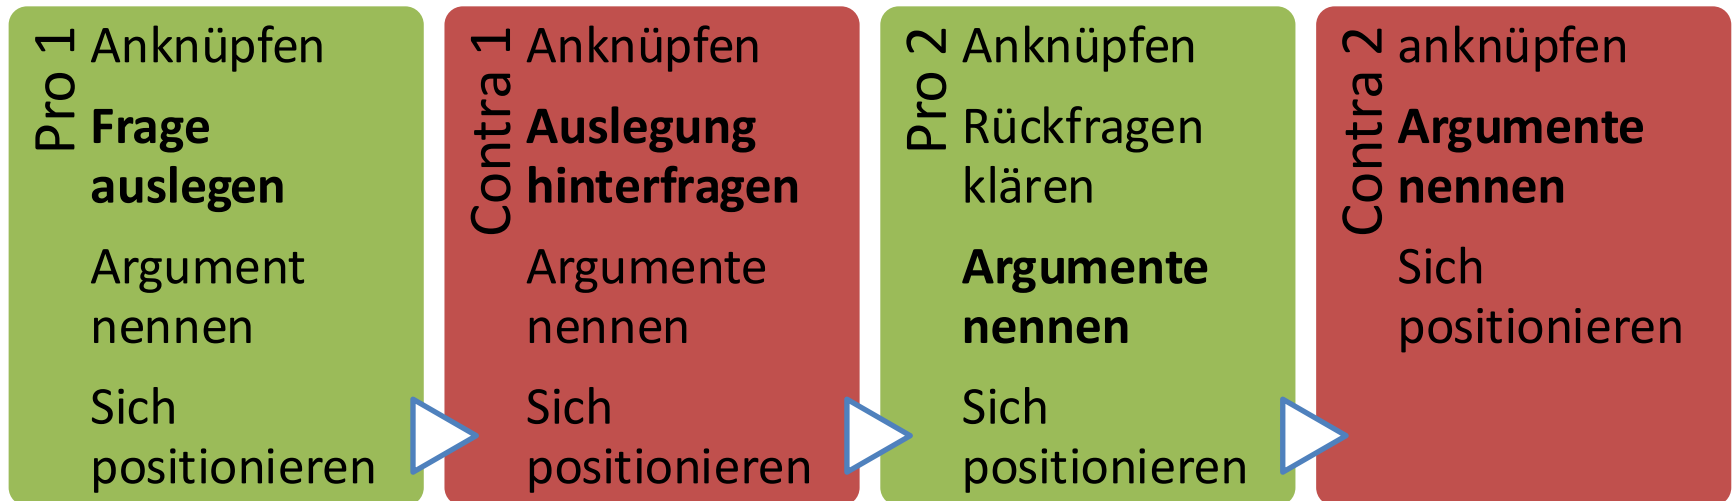 Pro 1
Anknüpfen
Frage
auslegen
Argument
nennen
Sich
positionieren
Contra 1
Anknüpfen
Auslegung
hinterfragen
Argumente
nennen
Sich
positionieren
Pro 2
Anknüpfen
Rückfragen
klären
Argumente
nennen
Sich
positionieren
Contra 2
anknüpfen
Argumente
nennen
Sich
positionieren